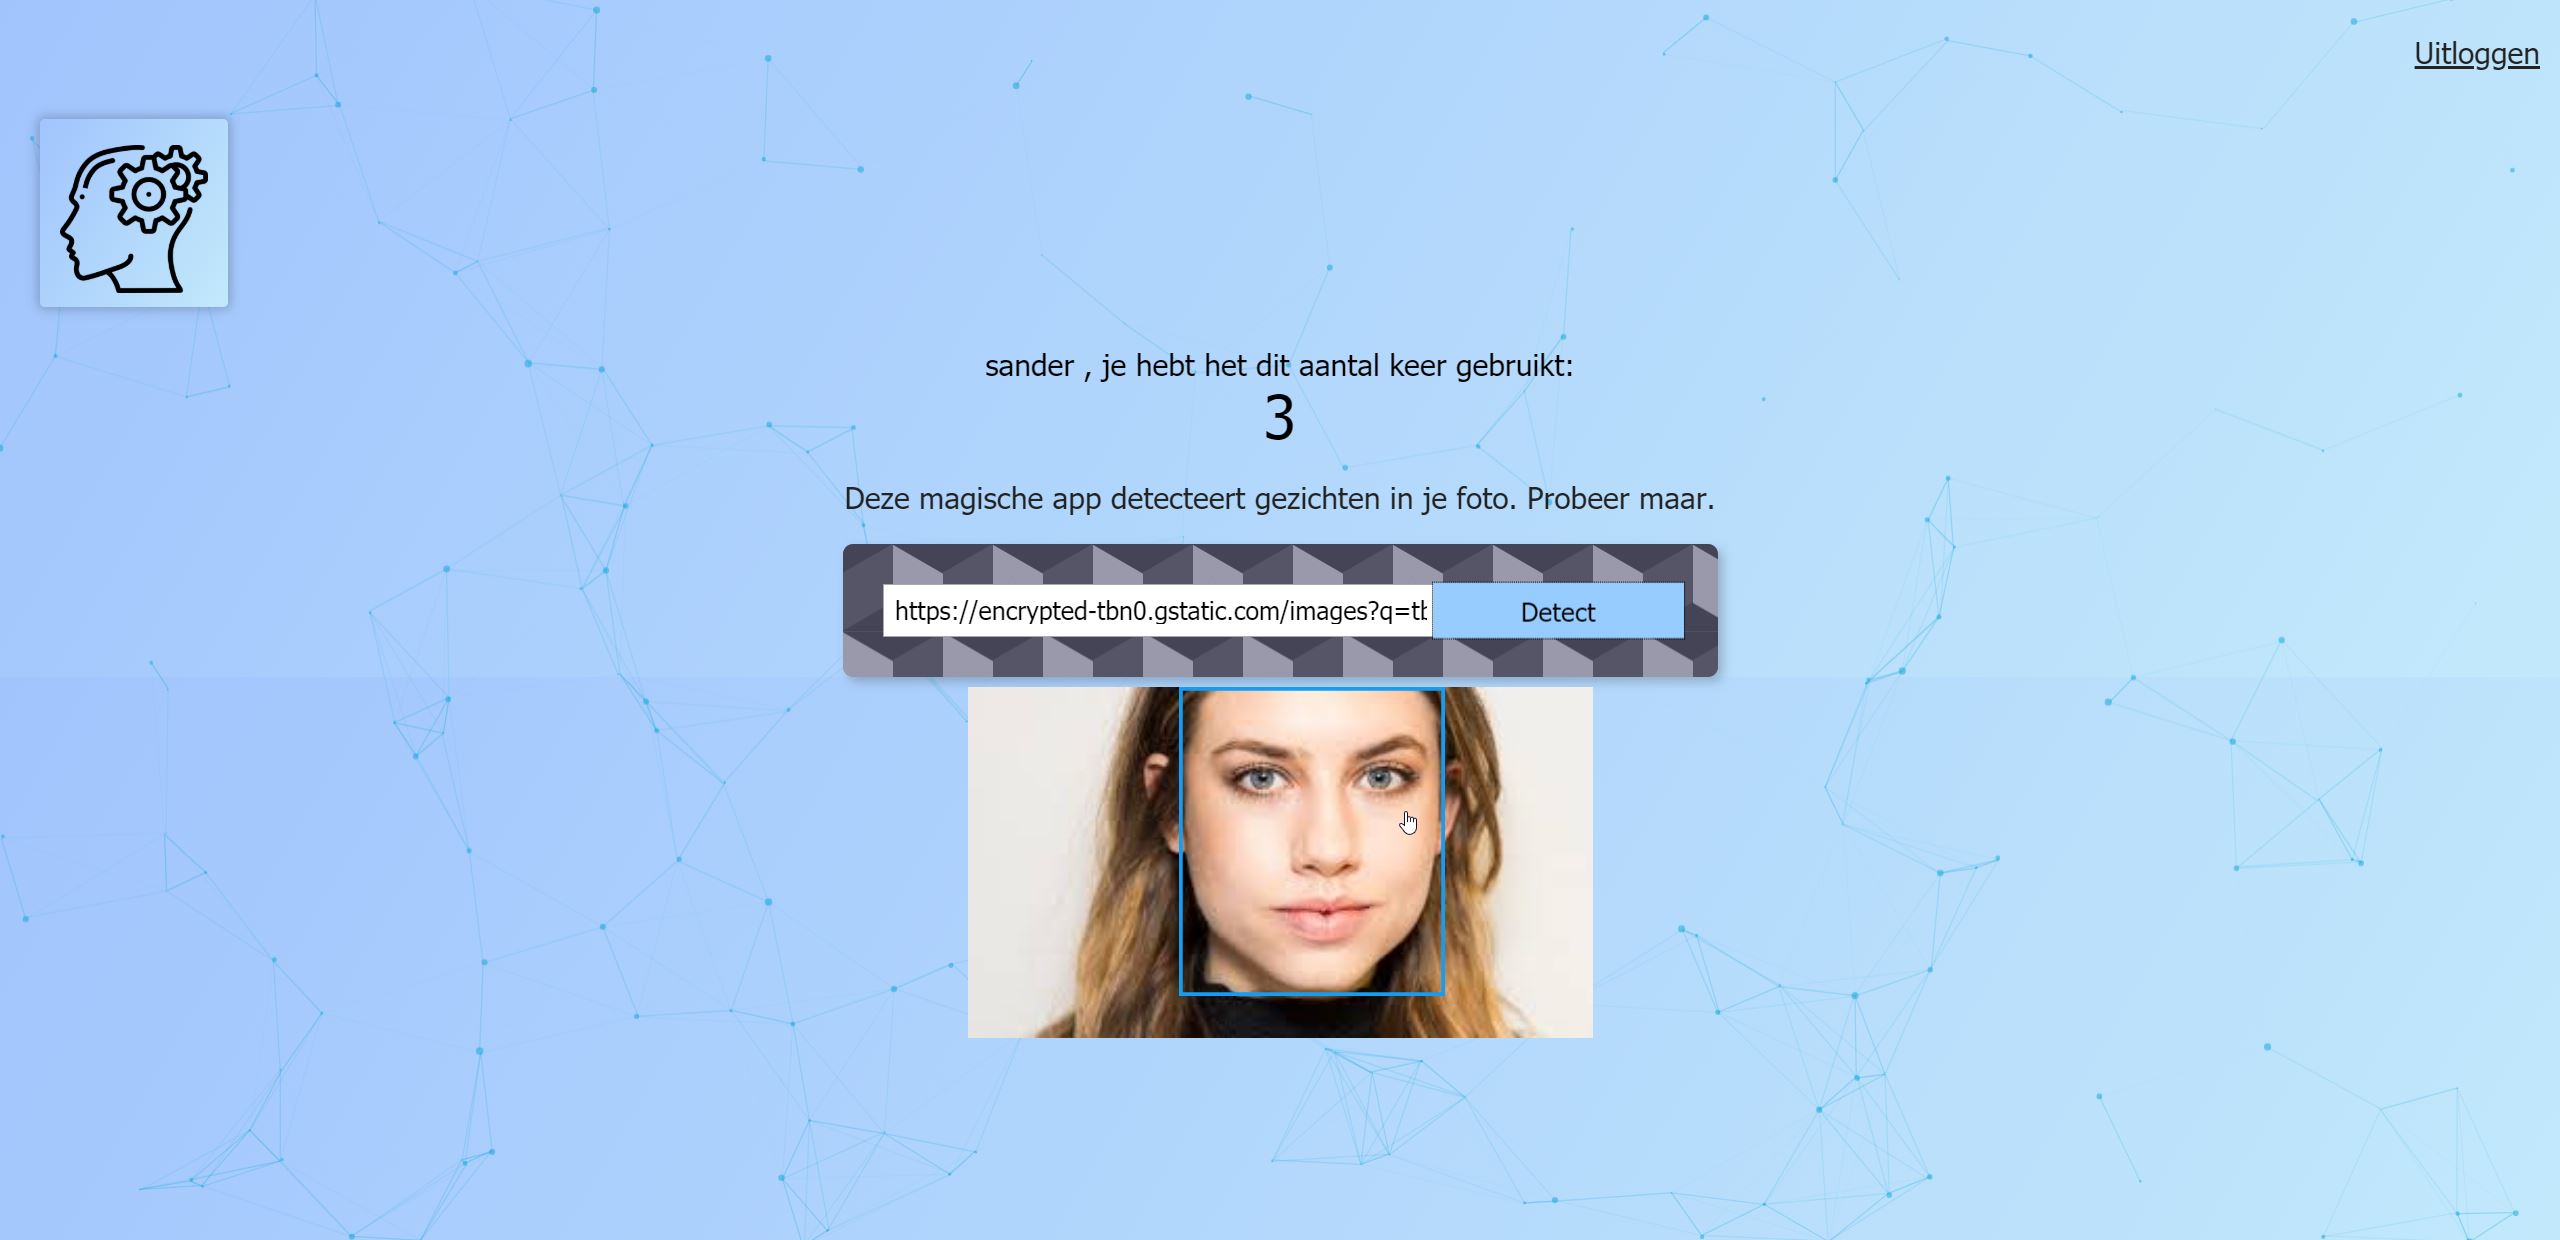 Uitloggen
sander , je hebt het dit aantal keer gebruikt:
3
Deze magische app detecteert gezichten in je foto. Probeer maar.
https://encrypted-tbn0.gstatic.com/images?q=tb
Detect